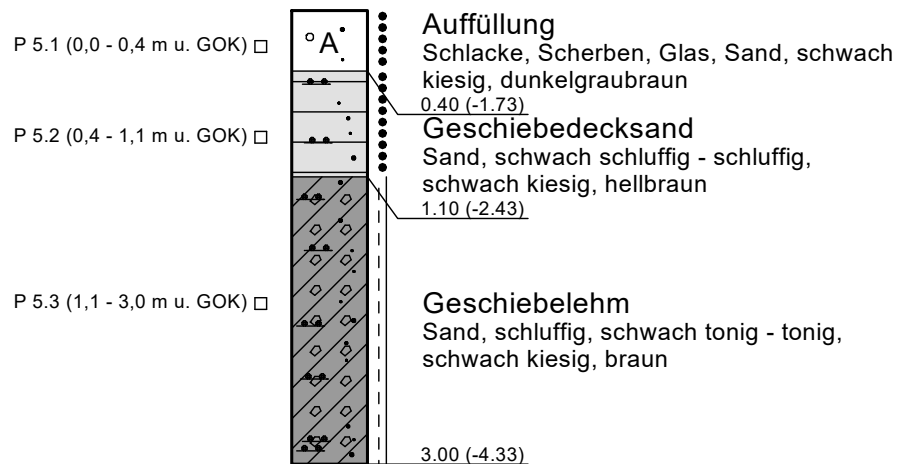 Auffüllung
P 5.1 (0,0 - 0,4 m u. GOK)
A
Schlacke, Scherben, Glas, Sand, schwach
kiesig, dunkelgraubraun
0.40 (-1.73)
Geschiebedecksand
P 5.2 (0,4 - 1,1 m u. GOK)
Sand, schwach schluffig - schluffig,
schwach kiesig, hellbraun
1.10 (-2.43)
P 5.3 (1,1 - 3,0 m u. GOK)
Geschiebelehm
Sand, schluffig, schwach tonig - tonig,
schwach kiesig, braun
3.00 (-4.33)